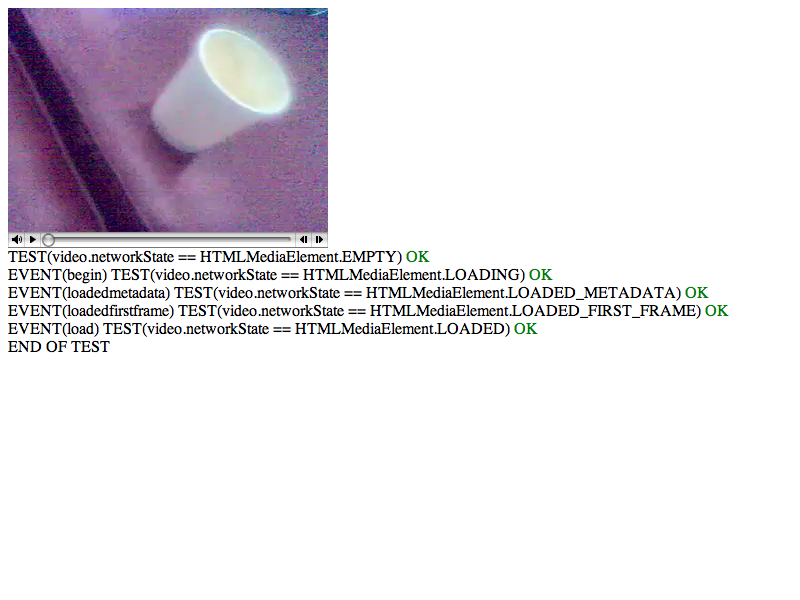 TEST(video.networkState == HTMLMediaElement.EMPTY) OK
EVENT(begin) TEST(video.networkState == HTMLMediaElement.LOADING) OK
EVENT(loadedmetadata) TEST(video.networkState == HTMLMediaElement.LOADED_METADATA) OK
EVENT(loadedfirstframe) TEST(video.networkState == HTMLMediaElement.LOADED_FIRST_FRAME) OK
EVENT(load) TEST(video.networkState == HTMLMediaElement.LOADED) OK
END OF TEST